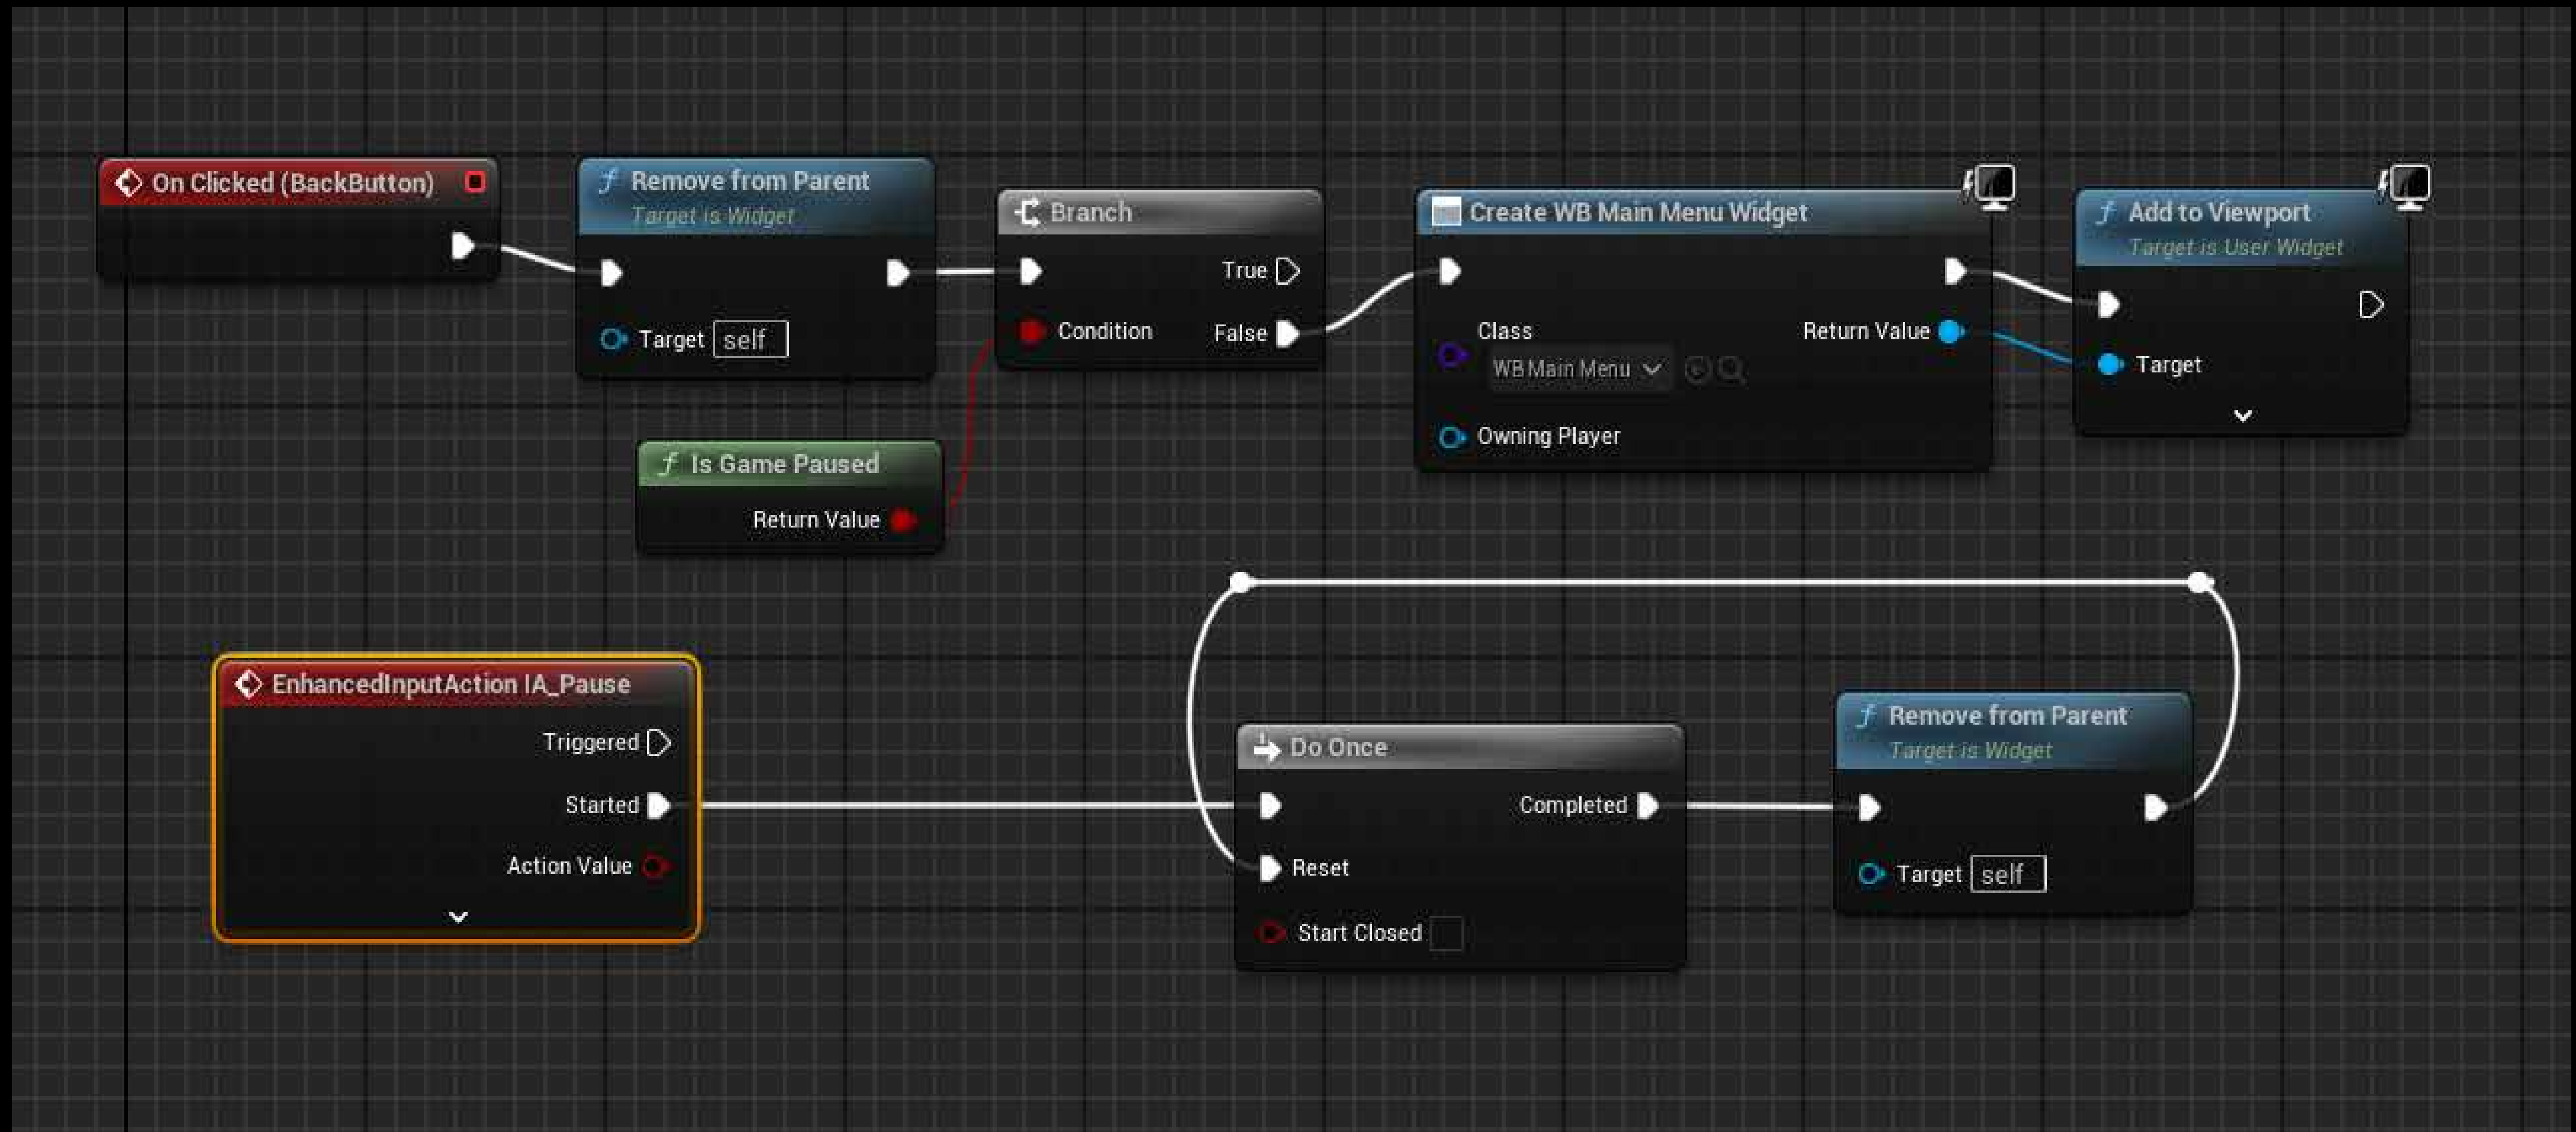 On Clicked (BackButton)
Remove from Parent
Target is Widget
Target self
Branch
True
Condition
False
Create WB Main Menu Widget
Class
WB Main Menu
Return Value
Owning Player
Add to Viewport
Target is User Widget
Target
Is Game Paused
Return Value
EnhancedInputAction IA_Pause
Triggered
Started
Action Value
Do Once
Completed
Reset
Start Closed
Remove from Parent
Target is Widget
Target self